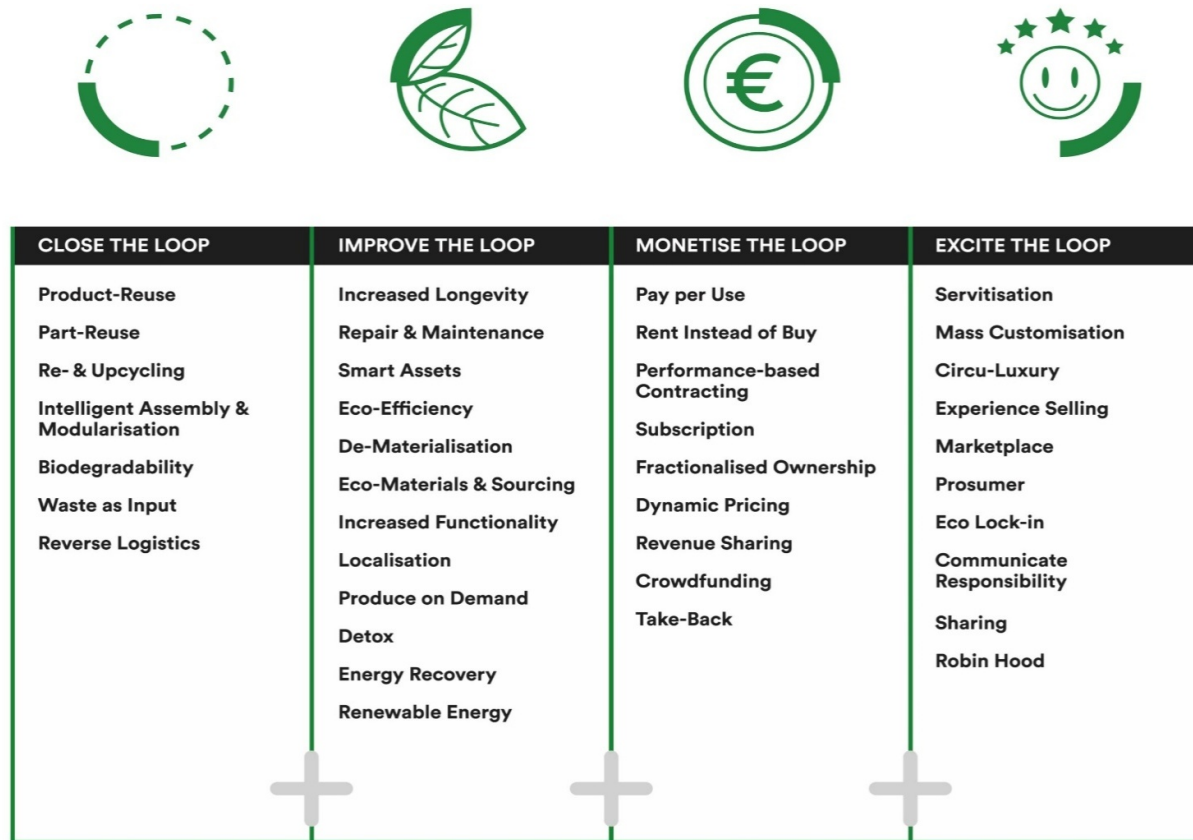 €
CLOSE THE LOOP
Product-Reuse
Part-Reuse
Re- & Upcycling
Intelligent Assembly &
Modularisation
Biodegradability
Waste as Input
Reverse Logistics
IMPROVE THE LOOP
Increased Longevity
Repair & Maintenance
Smart Assets
Eco-Efficiency
De-Materialisation
Eco-Materials & Sourcing
Increased Functionality
Localisation
Produce on Demand
Detox
Energy Recovery
Renewable Energy
MONETISE THE LOOP
Pay per Use
Rent Instead of Buy
Performance-based
Contracting
Subscription
Fractionalised Ownership
Dynamic Pricing
Revenue Sharing
Crowdfunding
Take-Back
EXCITE THE LOOP
Servitisation
Mass Customisation
Circu-Luxury
Experience Selling
Marketplace
Prosumer
Eco Lock-in
Communicate
Responsibility
Sharing
Robin Hood